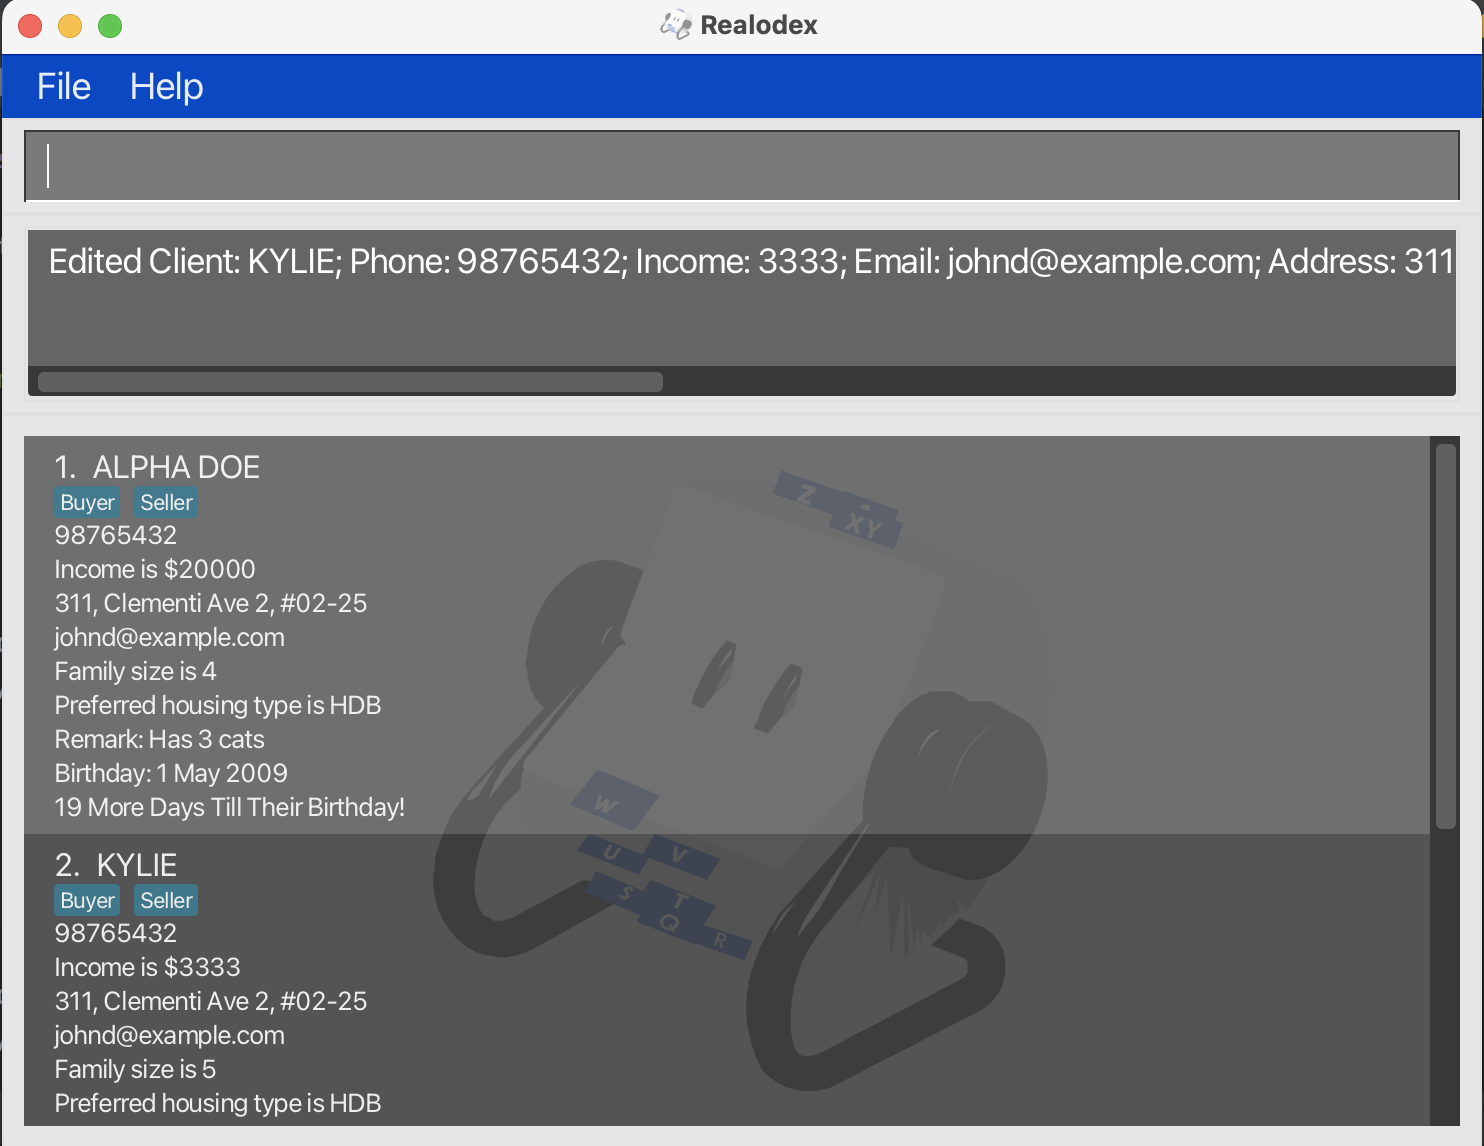 Realodex
File Help
Edited Client: KYLIE; Phone: 98765432; Income: 3333; Email: johnd@example.com; Address: 311
1. ALPHA DOE
Buyer Seller
98765432
Income is $20000
311, Clementi Ave 2, #02-25
johnd@example.com
Family size is 4
Preferred housing type is HDB
Remark: Has 3 cats
Birthday: 1 May 2009
19 More Days Till Their Birthday!
2. KYLIE
Buyer Seller
98765432
Income is $3333
311, Clementi Ave 2, #02-25
johnd@example.com
Family size is 5
Preferred housing type is HDB
Z
XY
W
U V
S T
Q R